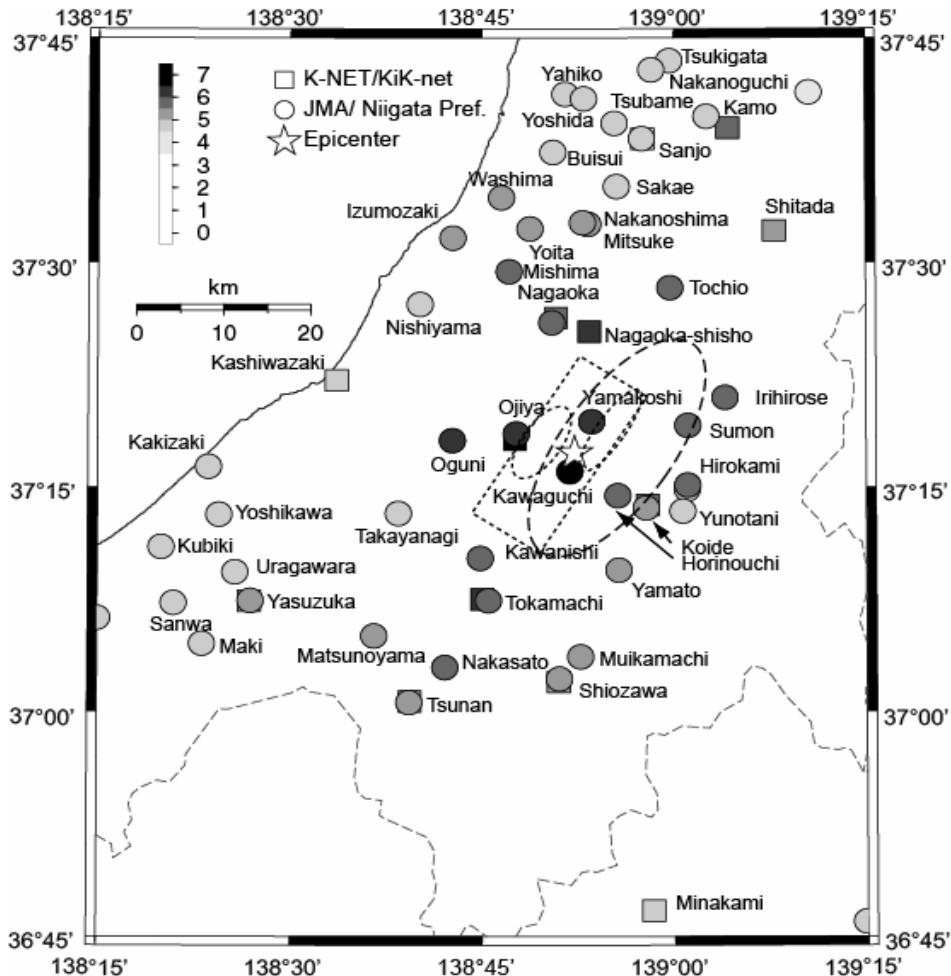 138°15' 138°30' 138°45' 139°00' 139°15'
37°45' 37°45'
7
6
5
4
3
2
1
0
K-NET/KiK-net
JMA/ Niigata Pref.
Epicenter
Tsukigata
Yahiko
Nakanoguchi
Tsubame
Kamo
Yoshida
Sanjo
Buisui
Washima
Sakae
Izumozaki
Shitada
Nakanoshima
Mitsuke
Yoita
37°30' 37°30'
Mishima
Tochio
km
Nagaoka
0 10 20
Nishiyama
Nagaoka-shisho
Kashiwazaki
Yamakoshi
Irihirose
Ojiya
Sumon
Kakizaki
Oguni
Hirokami
37°15' 37°15'
Kawaguchi
Yoshikawa
Takayanagi
Yunotani
Kubiki
Kawanishi
Koide
Horinouchi
Uragawara
Yamato
Yasuzuka
Tokamachi
Sanwa
Maki
Matsunoyama
Nakasato
Muikamachi
Shiozawa
Tsunan
37°00' 37°00'
Minakami
36°45' 36°45'
138°15' 138°30' 138°45' 139°00' 139°15'